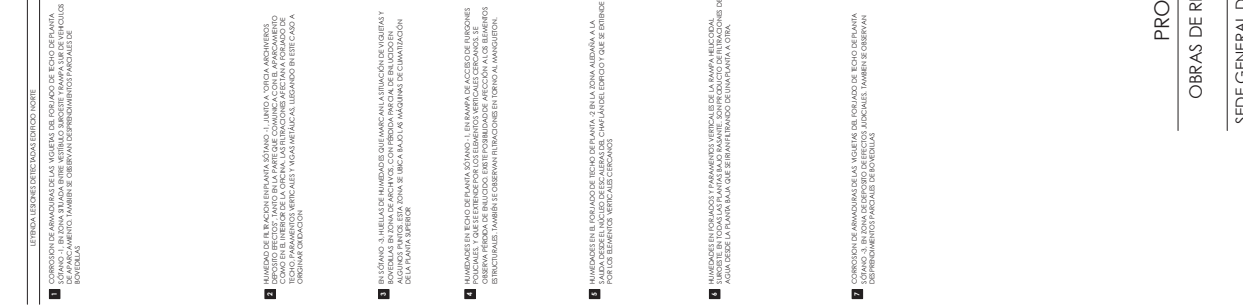 LEYENDA LESIONES DETECTADAS EDIFICIO NORTE
1 CORROSION DE ARMADURAS DE LAS VIGUETAS DEL FORJADO DE TECHO DE PLANTA
SÓTANO -1, EN ZONA SITUADA ENTRE VESTÍBULO SUROESTE Y RAMPA SUR DE VEHICULOS
DE APARCAMIENTO. TAMBIEN SE OBSERVAN DESPRENDIMIENTOS PARCIALES DE
BOVEDILLAS
2 HUMEDAD DE FILTRACION EN PLANTA SÓTANO -1, JUNTO A "OFICIA ARCHIVEROS
DEPOSITO EFECTOS", TANTO EN LA PARTE QUE COMUNICA CON EL APARCAMIENTO
COMO EN EL INTERIOR DE LA OFICINA. LAS FILTRACIONES AFECTAN A FORJADO DE
TECHO, PARAMENTOS VERTICALES Y VIGAS METÁLICAS, LLEGANDO EN ESTE CASO A
ORIGINAR OXIDACION
3 EN SÓTANO -3, HUELLAS DE HUMEDADES QUE MARCAN LA SITUACIÓN DE VIGUETAS Y
BOVEDILLAS EN ZONA DE ARCHIVOS, CON PÉRDIDA PARCIAL DE ENLUCIDO EN
ALGUNOS PUNTOS. ESTA ZONA SE UBICA BAJO LAS MÁQUINAS DE CLIMATIZACIÓN
DE LA PLANTA SUPERIOR
4 HUMEDADES EN TECHO DE PLANTA SÓTANO -1, EN RAMPA DE ACCESO DE FURGONES
POLICIALES, Y QUE SE EXTIENDE POR LOS ELEMENTOS VERTICALES CERCANOS. SE
OBSERVA PÉRDIDA DE ENLUCIDO. EXISTE POSIBILIDAD DE AFECCIÓN A LOS ELEMENTOS
ESTRUCTURALES. TAMBIÉN SE OBSERVAN FILTRACIONES EN TORNO AL MANGUETON.
5 HUMEDADES EN EL FORJADO DE TECHO DE PLANTA -2 EN LA ZONA ALEDAÑA A LA
SALIDA DESDE EL NÚCLEO DE ESCALERAS DEL CHAFLÁN DEL EDIFICIO Y QUE SE EXTIENDE
POR LOS ELEMENTOS VERTICALES CERCANOS
6 HUMEDADES EN FORJADOS Y PARAMENTOS VERTICALES DE LA RAMPA HELICOIDAL
SUROESTE, EN TODAS LAS PLANTAS BAJO RASANTE. SON PRODUCTO DE FILTRACIONES DE
AGUA DESDE LA PLANTA BAJA QUE SE IRIAN FILTRANDO DE UNA PLANTA A OTRA.
7 CORROSION DE ARMADURAS DE LAS VIGUETAS DEL FORJADO DE TECHO DE PLANTA
SÓTANO -3, EN ZONA DE DEPOSITO DE EFECTOS JUDICIALES. TAMBIEN SE OBSERVAN
DESPRENDIMIENTOS PARCIALES DE BOVEDILLAS
PRO
OBRAS DE RE
SEDE GENERAL D